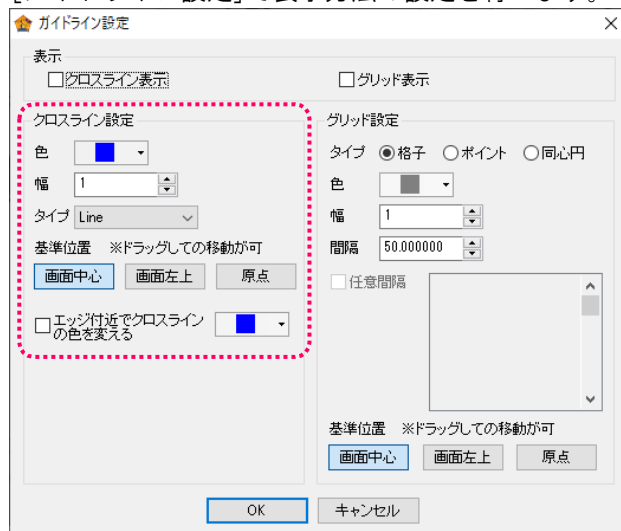 ガイドライン設定
表示
クロスライン表示
グリッド表示
クロスライン設定
色
幅 1
タイプ Line
基準位置 ※ドラッグしての移動が可
画面中心 画面左上 原点
エッジ付近でクロスライン
の色を変える
グリッド設定
タイプ 格子 ポイント 同心円
色
幅 1
間隔 50.000000
任意間隔
基準位置 ※ドラッグしての移動が可
画面中心 画面左上 原点
OK キャンセル